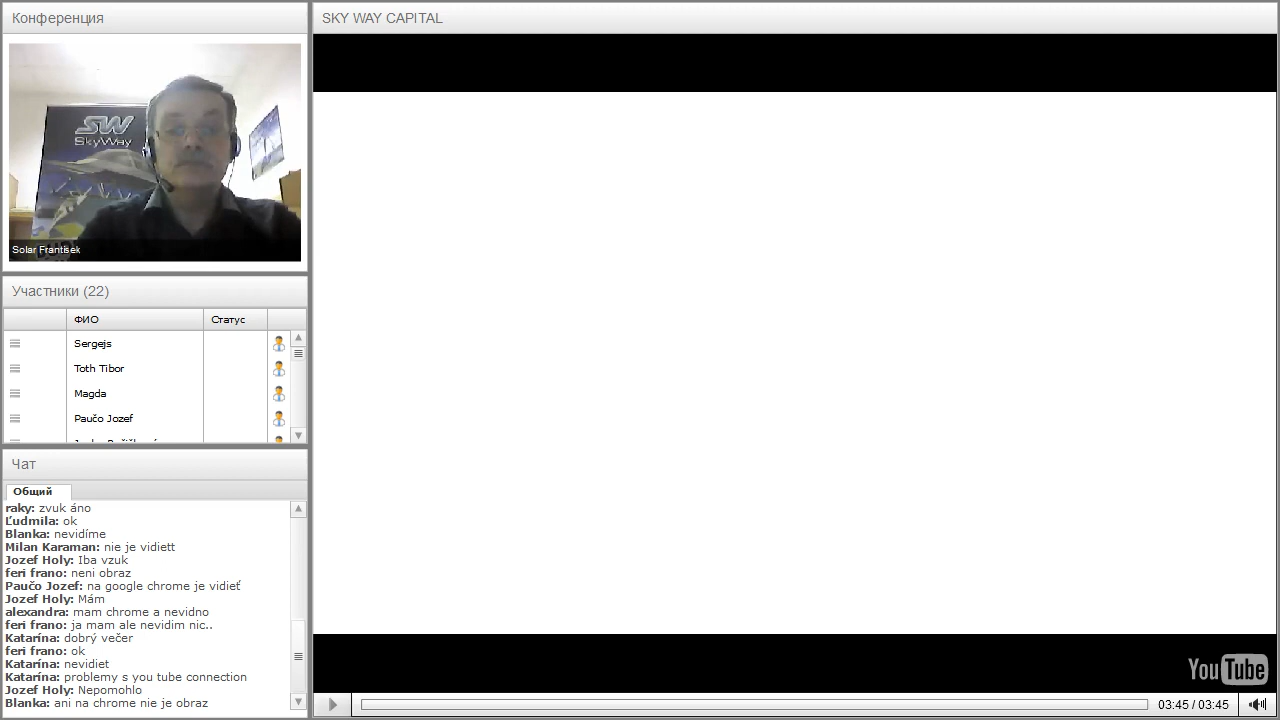 Конференция
SW
SkyWay
Solar Frantisek
Участники (22)
ФИО
Статус
Sergejs
Toth Tibor
Magda
Paučo Jozef
Чат
Общий
raky: zvuk áno
Ľudmila: ok
Blanka: nevidíme
Milan Karaman: nie je vidiett
Jozef Holy: Iba vzuk
feri frano: neni obraz
Paučo Jozef: na google chrome je vidieť
Jozef Holy: Mám
alexandra: mam chrome a nevidno
feri frano: ja mam ale nevidim nic..
Katarína: dobrý večer
feri frano: ok
Katarína: nevidiet
Katarína: problemy s you tube connection
Jozef Holy: Nepomohlo
Blanka: ani na chrome nie je obraz
SKY WAY CAPITAL
YouTube
03:45 / 03:45